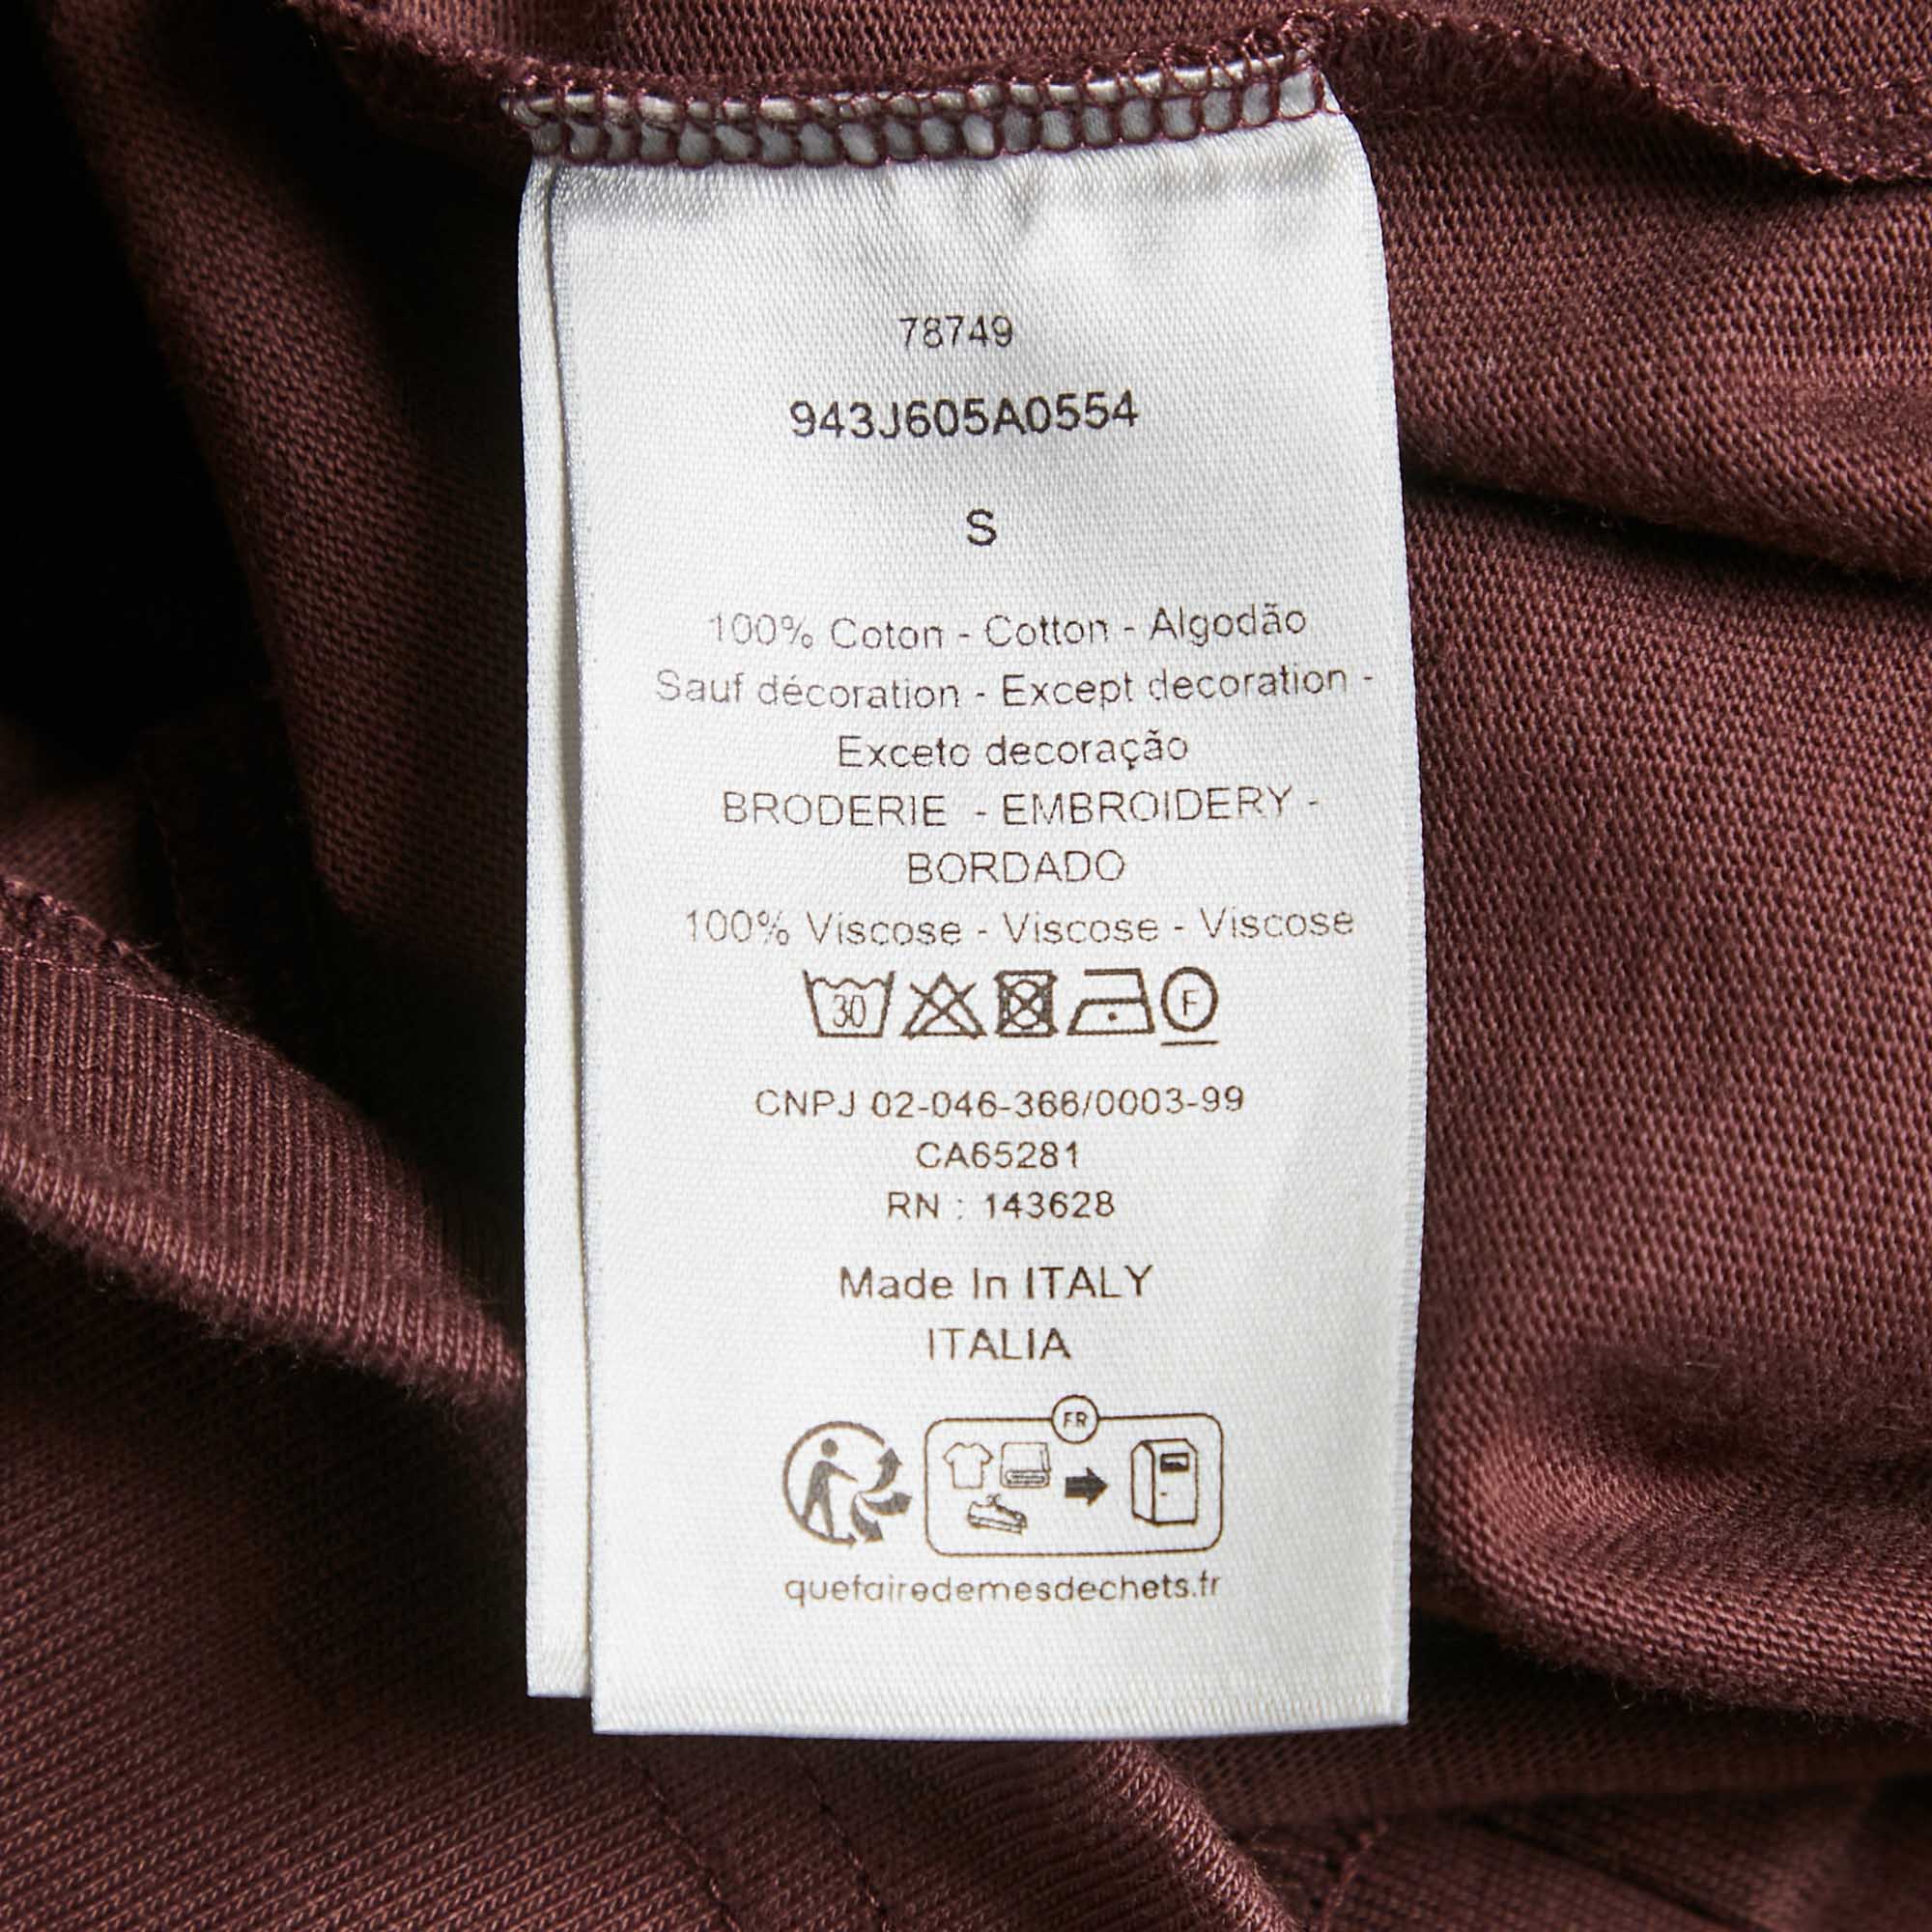 78749
943J605A0554
S
100% Coton - Cotton - Algodão
Sauf décoration - Except decoration -
Exceto decoração
BRODERIE - EMBROIDERY -
BORDADO
100% Viscose - Viscose - Viscose
30 F
CNPJ 02-046-366/0003-99
CA65281
RN : 143628
Made In ITALY
ITALIA
FR
quefairedemesdechets.fr